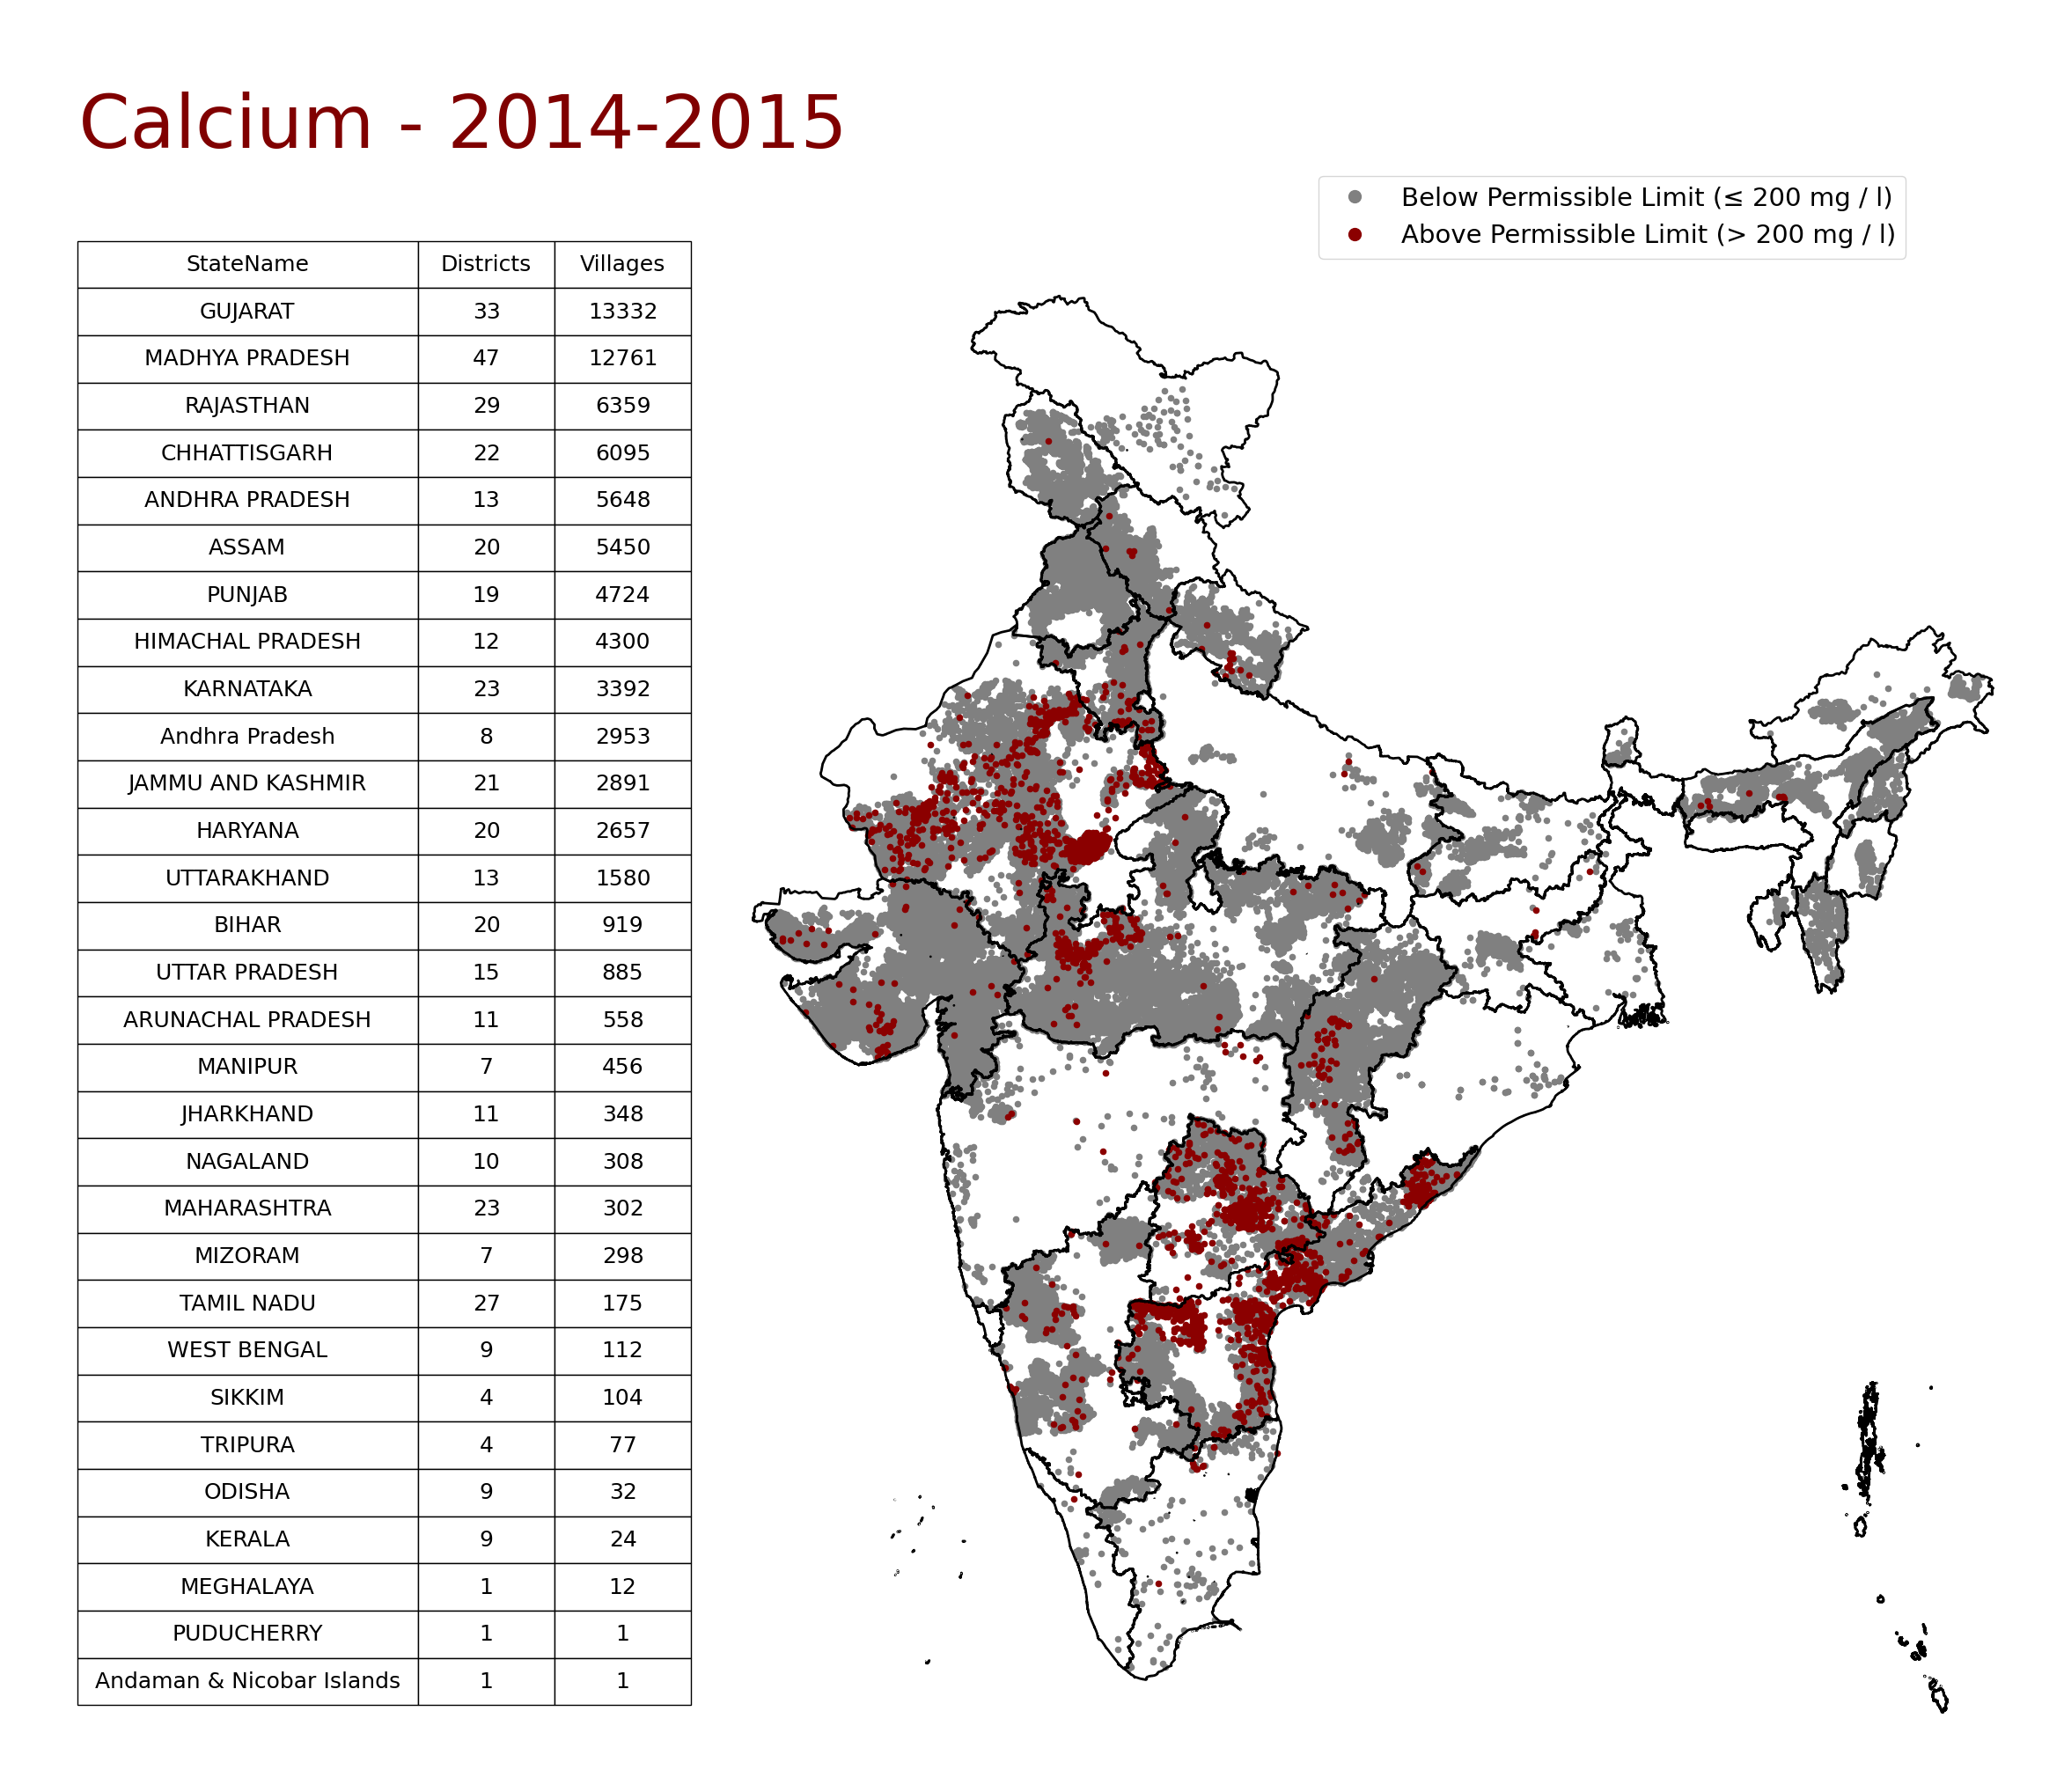 Calcium - 2014-2015
Below Permissible Limit (≤ 200 mg / l)
Above Permissible Limit (> 200 mg / l)
StateName Districts Villages
GUJARAT 33 13332
MADHYA PRADESH 47 12761
RAJASTHAN 29 6359
CHHATTISGARH 22 6095
ANDHRA PRADESH 13 5648
ASSAM 20 5450
PUNJAB 19 4724
HIMACHAL PRADESH 12 4300
KARNATAKA 23 3392
Andhra Pradesh 8 2953
JAMMU AND KASHMIR 21 2891
HARYANA 20 2657
UTTARAKHAND 13 1580
BIHAR 20 919
UTTAR PRADESH 15 885
ARUNACHAL PRADESH 11 558
MANIPUR 7 456
JHARKHAND 11 348
NAGALAND 10 308
MAHARASHTRA 23 302
MIZORAM 7 298
TAMIL NADU 27 175
WEST BENGAL 9 112
SIKKIM 4 104
TRIPURA 4 77
ODISHA 9 32
KERALA 9 24
MEGHALAYA 1 12
PUDUCHERRY 1 1
Andaman & Nicobar Islands 1 1